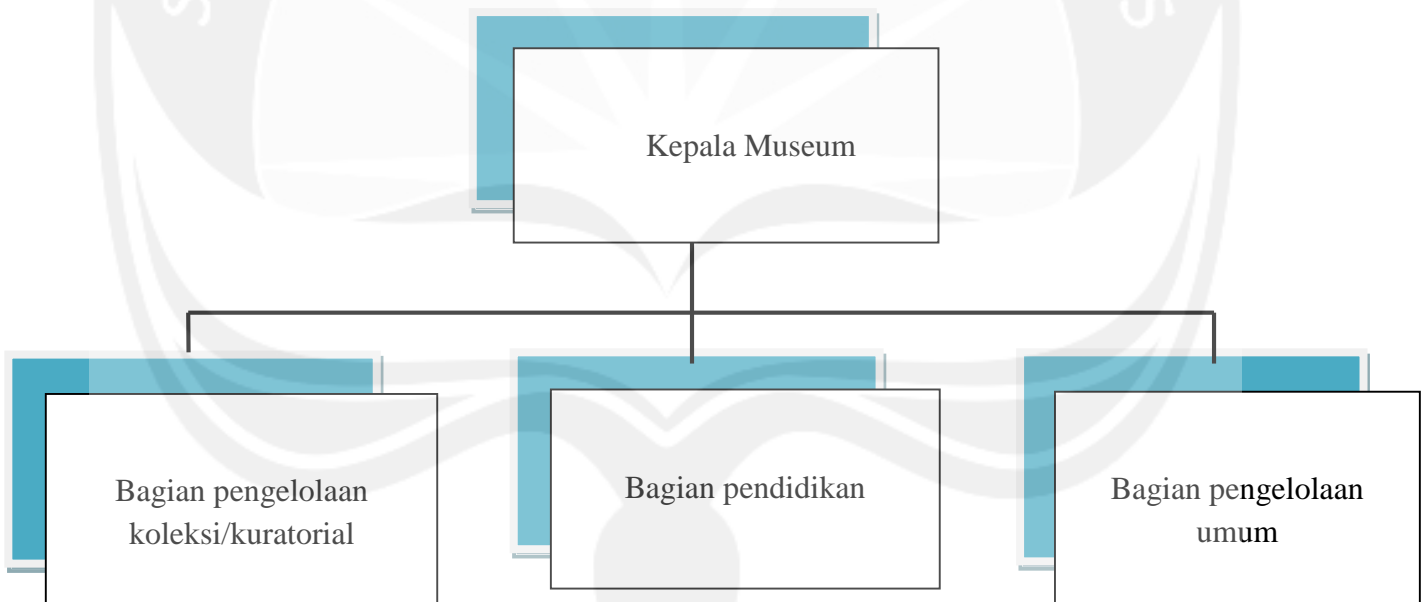 Kepala Museum
Bagian pengelolaan
koleksi/kuratorial
Bagian pendidikan
Bagian pengelolaan
umum